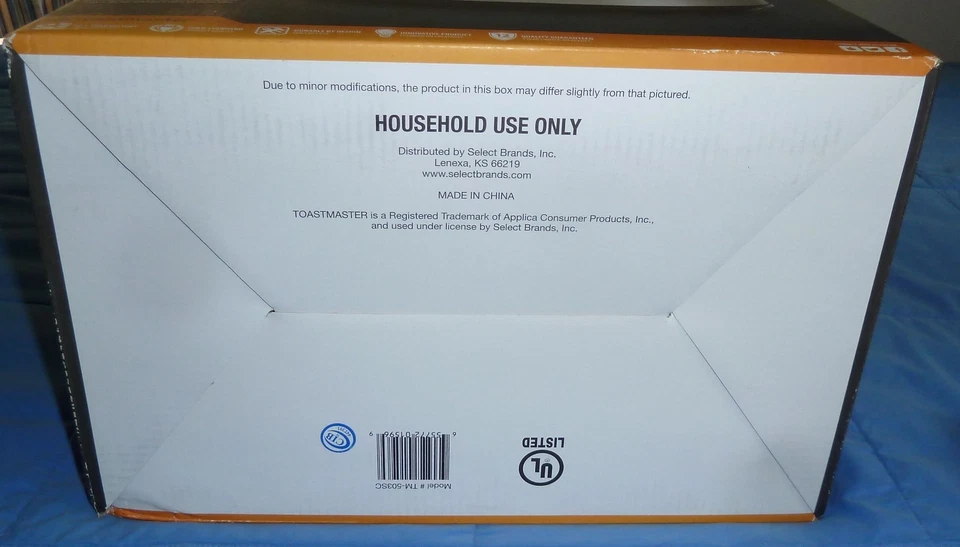 Due to minor modifications, the product in this box may differ slightly from that pictured.
HOUSEHOLD USE ONLY
Distributed by Select Brands, Inc.
Lenexa, KS 66219
www.selectbrands.com
MADE IN CHINA
TOASTMASTER is a Registered Trademark of Applica Consumer Products, Inc.,
and used under license by Select Brands, Inc.
UL
LISTED
Model # TM-503SC